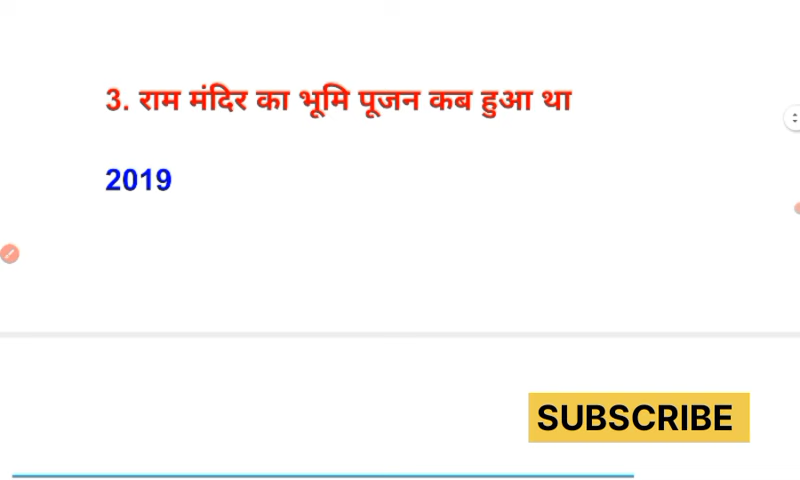 3. राम मंदिर का भूमि पूजन कब हुआ था
2019
SUBSCRIBE